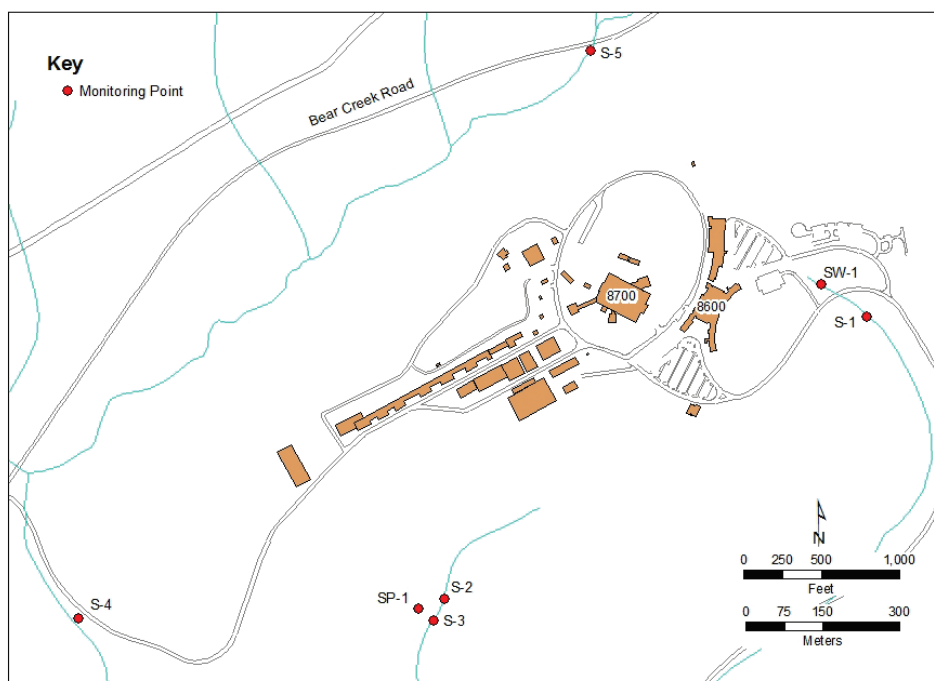 S-5
Key
Monitoring Point
Bear Creek Road
SW-1
8700
8600
S-1
N
0 250 500 1,000
Feet
S-2
SP-1
S-4
S-3
0 75 150 300
Meters